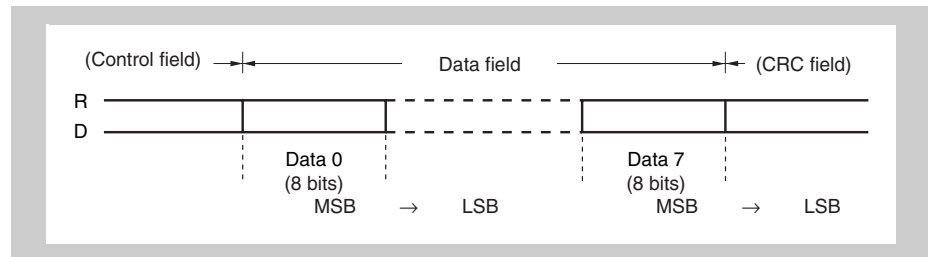 (Control field) Data field (CRC field)
R
D
Data 0 Data 7
(8 bits) (8 bits)
MSB → LSB MSB → LSB